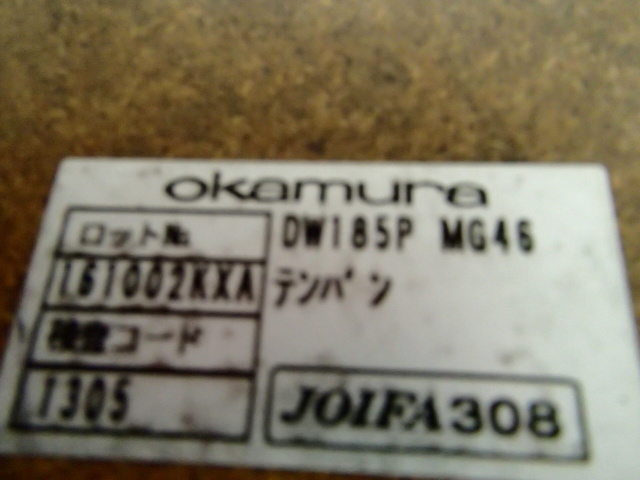 okamura
ロット№
DW185P MG46
161002KXA
テンバン
検査コード
1305
JOIFA308